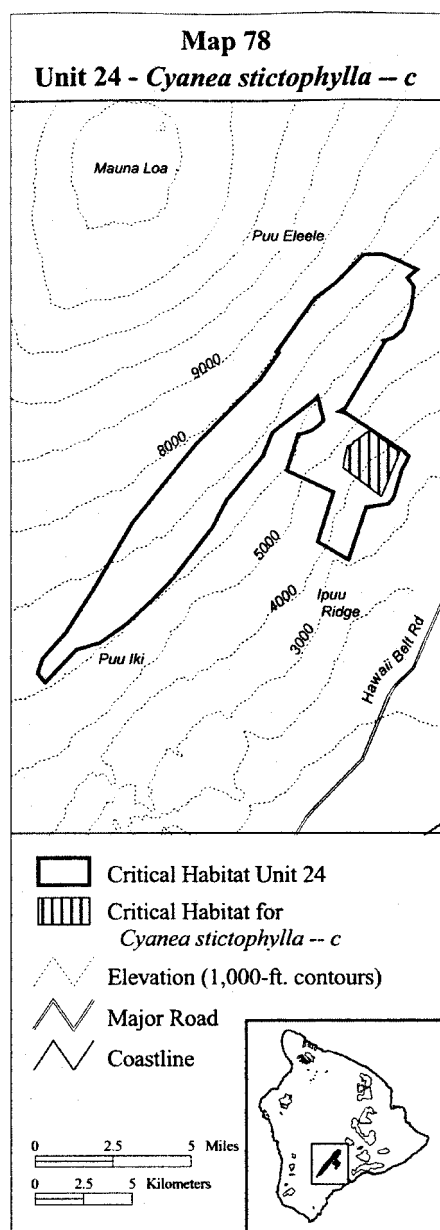 Map 78
Unit 24 - Cyanea stictophylla -- c
Mauna Loa
Puu Eleele
9000
8000
5000
4000
3000
Ipuu
Ridge
Puu Iki
Hawaii Belt Rd
Critical Habitat Unit 24
Critical Habitat for
Cyanea stictophylla -- c
Elevation (1,000-ft. contours)
Major Road
Coastline
0 2.5 5 Miles
0 2.5 5 Kilometers